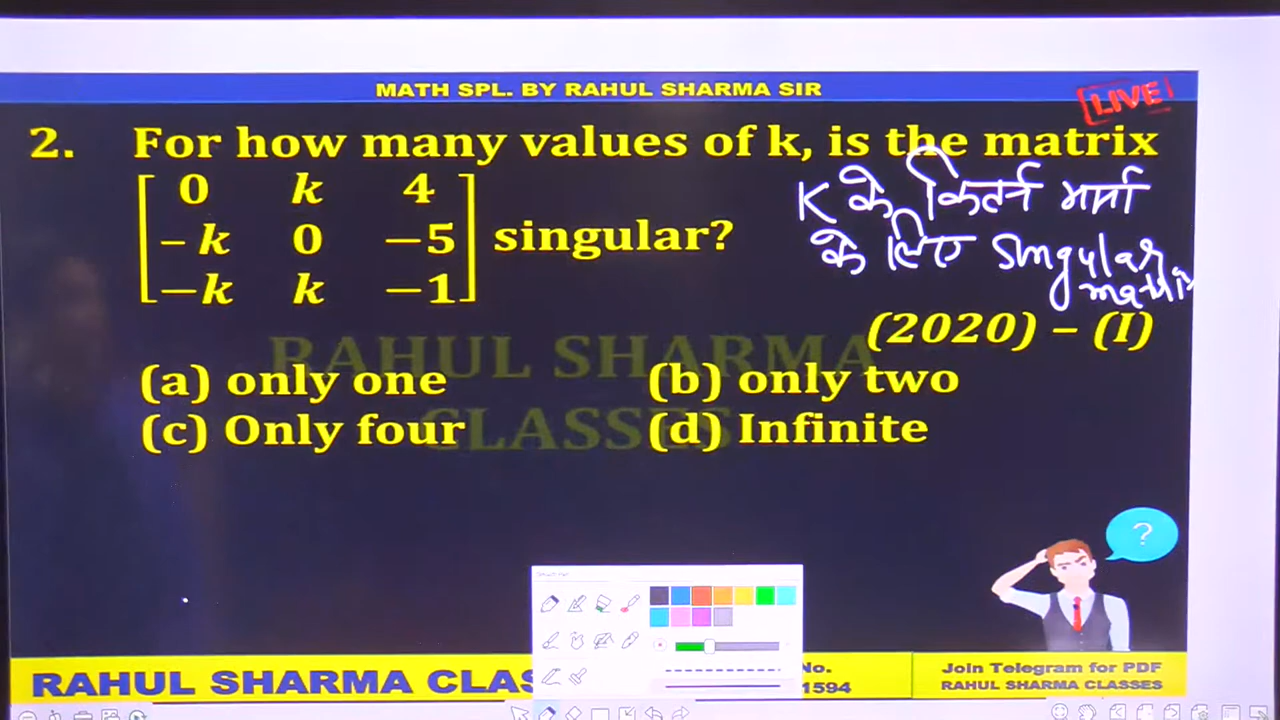 MATH SPL. BY RAHUL SHARMA SIR
LIVE
2. For how many values of k, is the matrix
[ 0 k 4 ]
[ –k 0 –5 ] singular?
[ –k k –1 ]
K के कितने मानों
के लिए Singular
matrix
(2020) – (I)
RAHUL SHARMA
CLASSES
(a) only one (b) only two
(c) Only four (d) Infinite
?
RAHUL SHARMA CLAS
No.
1594
Join Telegram for PDF
RAHUL SHARMA CLASSES